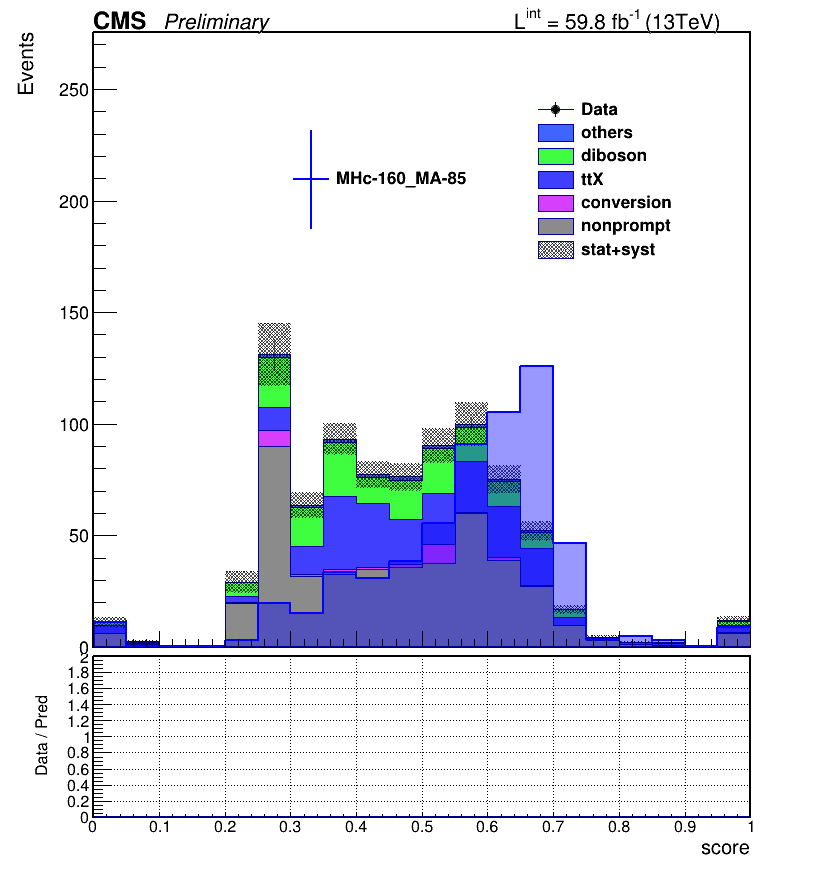 CMS Preliminary L^int = 59.8 fb^-1 (13TeV)
Events
250
200
150
100
50
0
Data
others
diboson
ttX
conversion
nonprompt
stat+syst
MHc-160_MA-85
Data / Pred
2
1.8
1.6
1.4
1.2
1
0.8
0.6
0.4
0.2
0
0 0.1 0.2 0.3 0.4 0.5 0.6 0.7 0.8 0.9 1
score